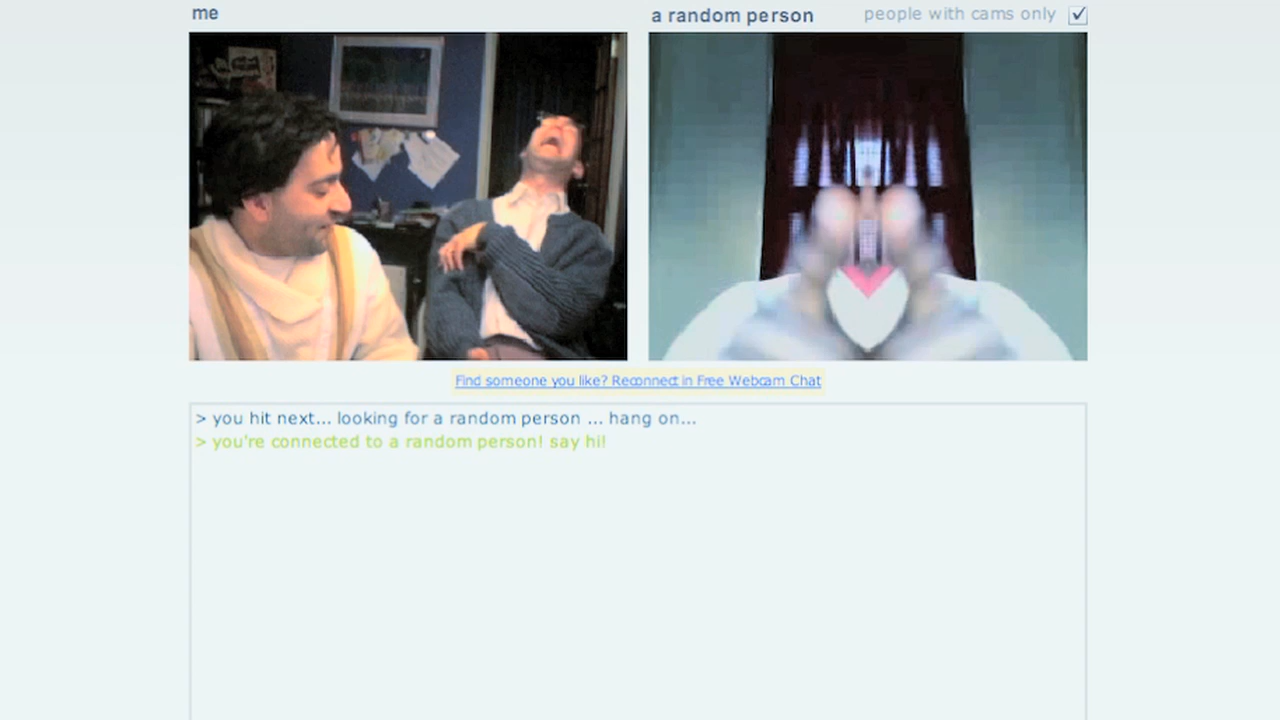 me
a random person
people with cams only
Find someone you like? Reconnect in Free Webcam Chat
> you hit next... looking for a random person ... hang on...
> you're connected to a random person! say hi!